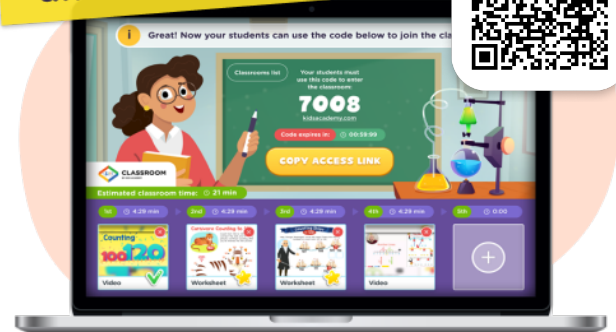 Great! Now your students can use the code below to join the cla
Classrooms list
Your students must
use this code to enter
the classroom:
7008
kidsacademy.com
Code expires in:
00:59:99
COPY ACCESS LINK
CLASSROOM
Estimated classroom time: 21 min
1st 4:29 min
2nd 4:29 min
3rd 4:29 min
4th 4:29 min
5th 0:00
Counting
100
120
Video
Worksheet
Worksheet
Video